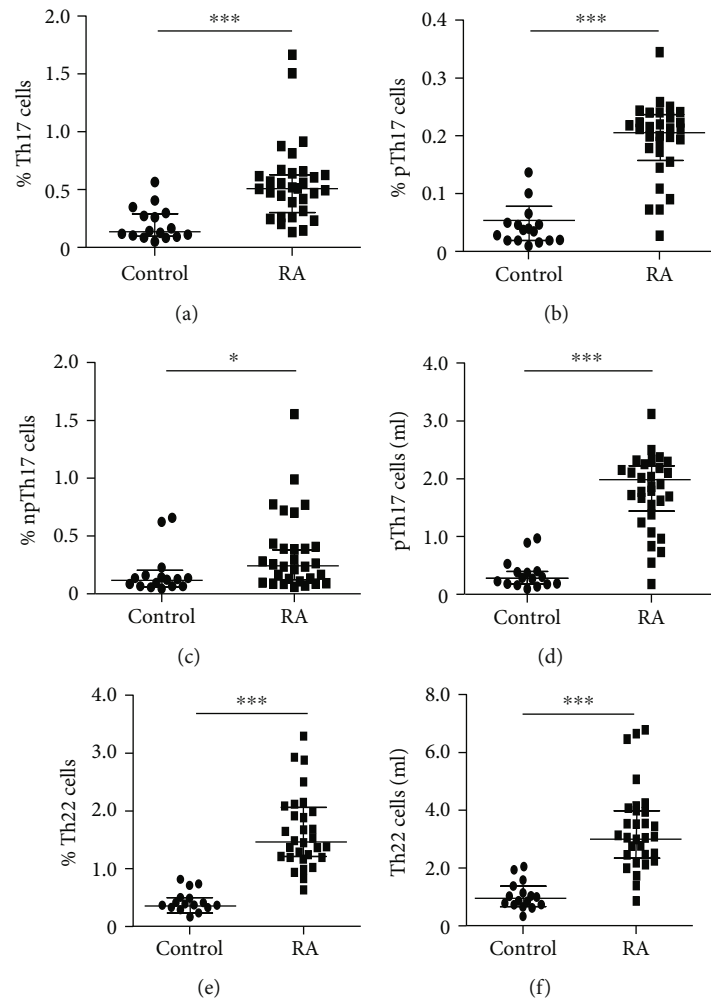 ***
***
2.0
0.4
1.5
0.3
% Th17 cells
% pTh17 cells
1.0
0.2
0.5
0.1
0
0
Control RA
Control RA
(a)
(b)
*
***
2.0
4.0
1.5
3.0
% npTh17 cells
pTh17 cells (ml)
1.0
2.0
0.5
1.0
0
0
Control RA
Control RA
(c)
(d)
***
***
4.0
8.0
3.0
6.0
% Th22 cells
Th22 cells (ml)
2.0
4.0
1.0
2.0
0
0
Control RA
Control RA
(e)
(f)